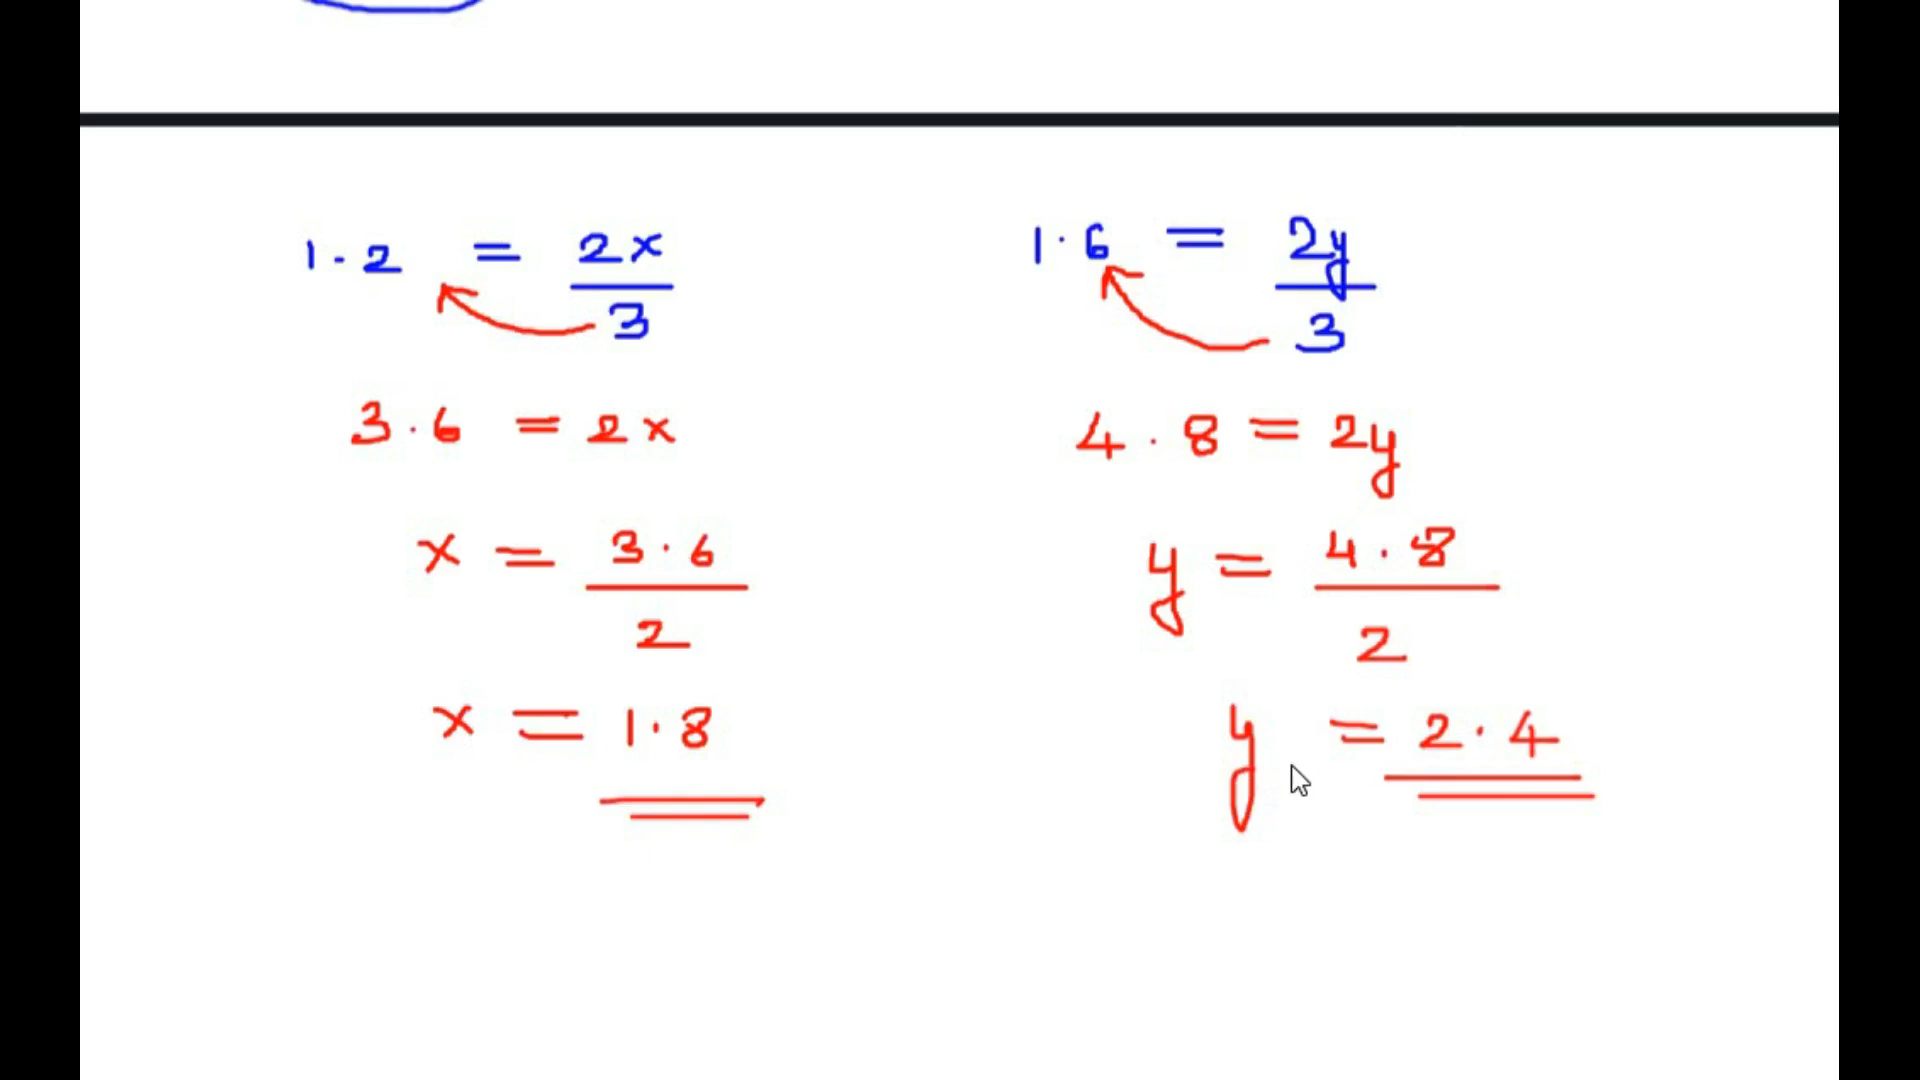 1.2 = 2x/3
3.6 = 2x
x = 3.6/2
x = 1.8
1.6 = 2y/3
4.8 = 2y
y = 4.8/2
y = 2.4